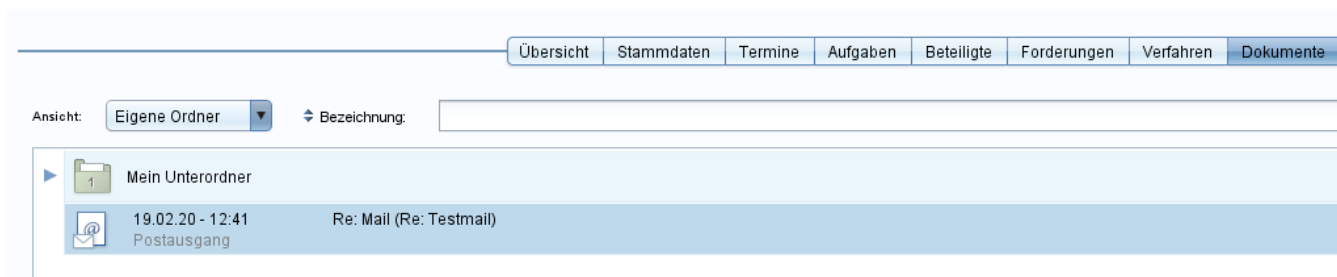 Übersicht Stammdaten Termine Aufgaben Beteiligte Forderungen Verfahren Dokumente
Ansicht: Eigene Ordner Bezeichnung:
1 Mein Unterordner
19.02.20 - 12:41 Re: Mail (Re: Testmail)
@ Postausgang